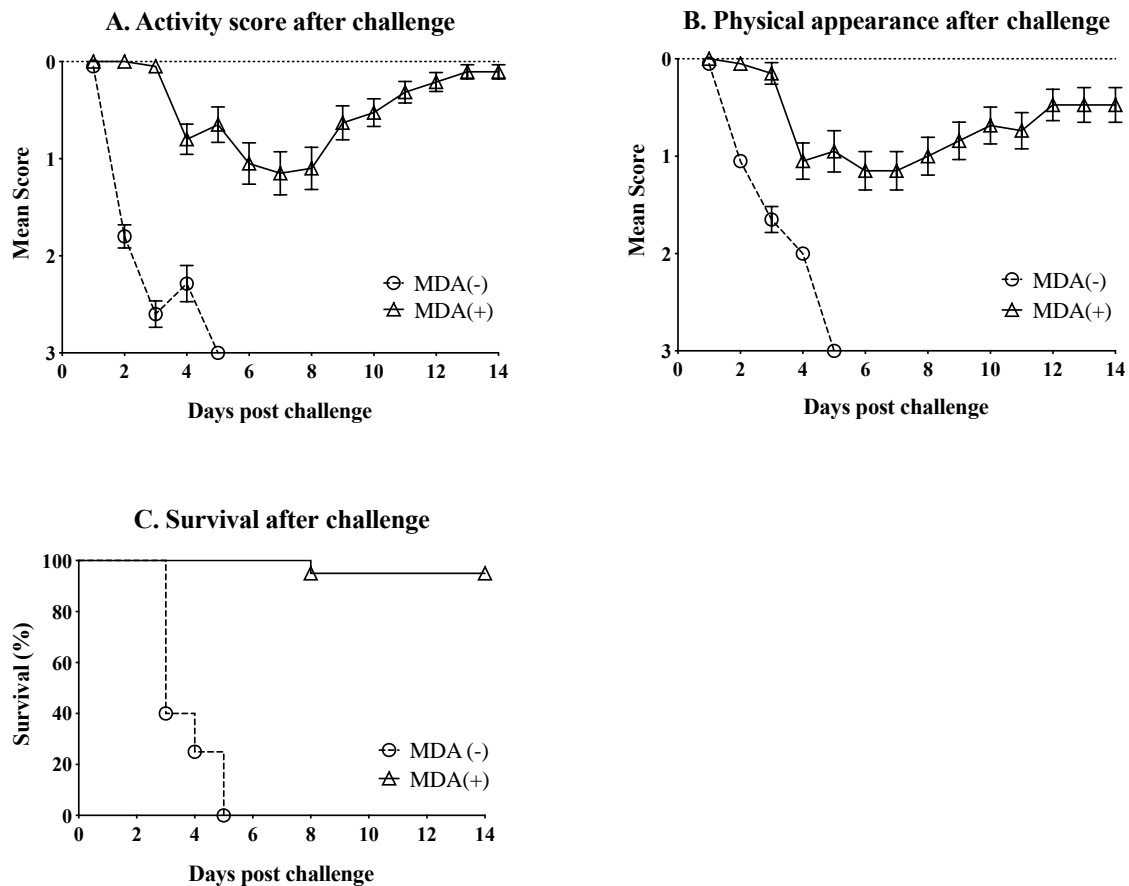 A. Activity score after challenge
0
1
2
3
Mean Score
0 2 4 6 8 10 12 14
Days post challenge
MDA(-)
MDA(+)
B. Physical appearance after challenge
0
1
2
3
Mean Score
0 2 4 6 8 10 12 14
Days post challenge
MDA(-)
MDA(+)
C. Survival after challenge
100
80
60
40
20
0
Survival (%)
0 2 4 6 8 10 12 14
Days post challenge
MDA (-)
MDA(+)